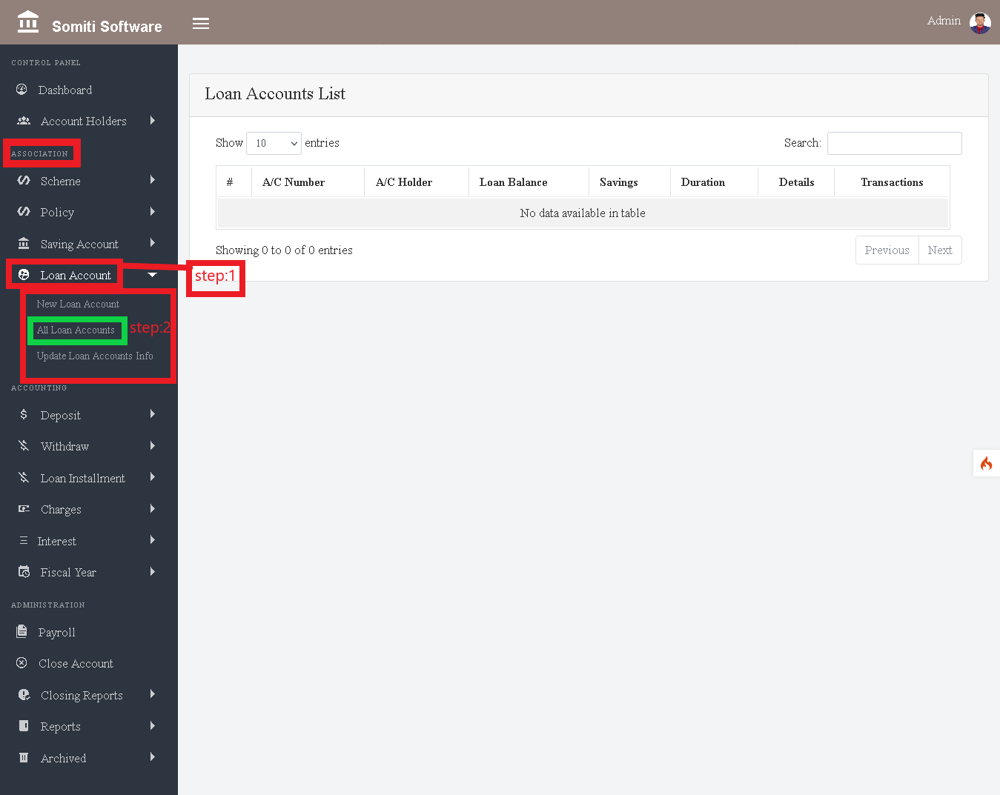 Somiti Software
Admin
CONTROL PANEL
Dashboard
Account Holders
ASSOCIATION
Scheme
Policy
Saving Account
Loan Account
step:1
New Loan Account
All Loan Accounts
step:2
Update Loan Accounts Info
ACCOUNTING
Deposit
Withdraw
Loan Installment
Charges
Interest
Fiscal Year
ADMINISTRATION
Payroll
Close Account
Closing Reports
Reports
Archived
Loan Accounts List
Show 10 entries
Search:
# A/C Number A/C Holder Loan Balance Savings Duration Details Transactions
No data available in table
Showing 0 to 0 of 0 entries
Previous Next